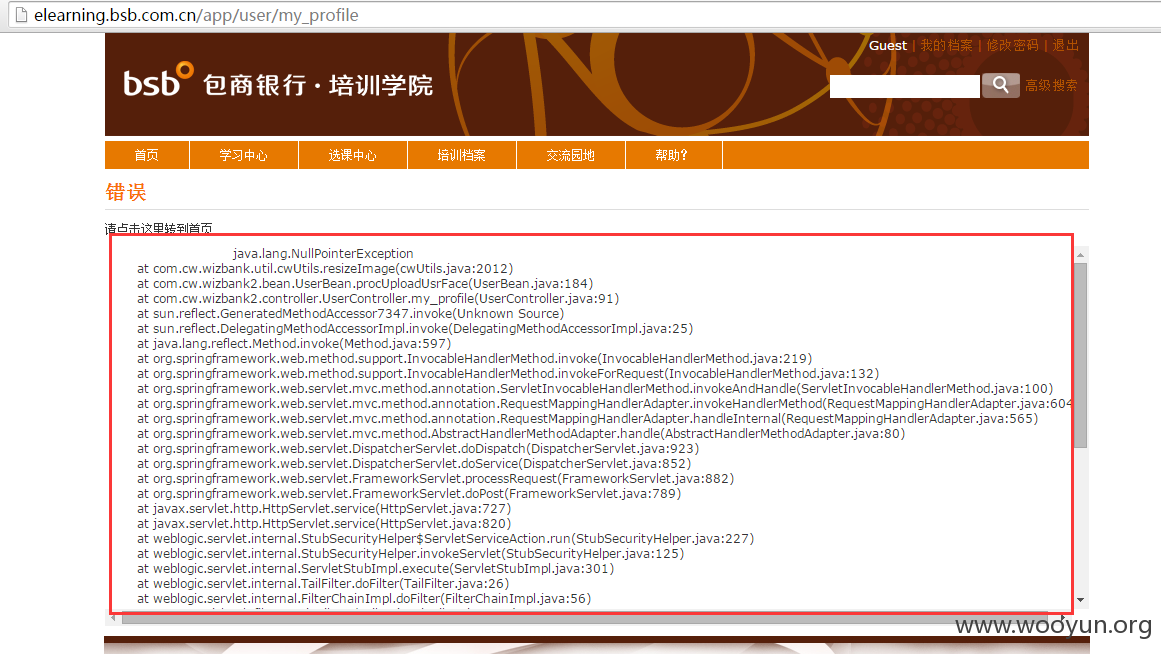 elearning.bsb.com.cn/app/user/my_profile
Guest | 我的档案 | 修改密码 | 退出
bsb 包商银行·培训学院
高级搜索
首页 学习中心 选课中心 培训档案 交流园地 帮助?
错误
请点击这里转到首页
java.lang.NullPointerException
at com.cw.wizbank.util.cwUtils.resizeImage(cwUtils.java:2012)
at com.cw.wizbank2.bean.UserBean.procUploadUsrFace(UserBean.java:184)
at com.cw.wizbank2.controller.UserController.my_profile(UserController.java:91)
at sun.reflect.GeneratedMethodAccessor7347.invoke(Unknown Source)
at sun.reflect.DelegatingMethodAccessorImpl.invoke(DelegatingMethodAccessorImpl.java:25)
at java.lang.reflect.Method.invoke(Method.java:597)
at org.springframework.web.method.support.InvocableHandlerMethod.invoke(InvocableHandlerMethod.java:219)
at org.springframework.web.method.support.InvocableHandlerMethod.invokeForRequest(InvocableHandlerMethod.java:132)
at org.springframework.web.servlet.mvc.method.annotation.ServletInvocableHandlerMethod.invokeAndHandle(ServletInvocableHandlerMethod.java:100)
at org.springframework.web.servlet.mvc.method.annotation.RequestMappingHandlerAdapter.invokeHandlerMethod(RequestMappingHandlerAdapter.java:604
at org.springframework.web.servlet.mvc.method.annotation.RequestMappingHandlerAdapter.handleInternal(RequestMappingHandlerAdapter.java:565)
at org.springframework.web.servlet.mvc.method.AbstractHandlerMethodAdapter.handle(AbstractHandlerMethodAdapter.java:80)
at org.springframework.web.servlet.DispatcherServlet.doDispatch(DispatcherServlet.java:923)
at org.springframework.web.servlet.DispatcherServlet.doService(DispatcherServlet.java:852)
at org.springframework.web.servlet.FrameworkServlet.processRequest(FrameworkServlet.java:882)
at org.springframework.web.servlet.FrameworkServlet.doPost(FrameworkServlet.java:789)
at javax.servlet.http.HttpServlet.service(HttpServlet.java:727)
at javax.servlet.http.HttpServlet.service(HttpServlet.java:820)
at weblogic.servlet.internal.StubSecurityHelper$ServletServiceAction.run(StubSecurityHelper.java:227)
at weblogic.servlet.internal.StubSecurityHelper.invokeServlet(StubSecurityHelper.java:125)
at weblogic.servlet.internal.ServletStubImpl.execute(ServletStubImpl.java:301)
at weblogic.servlet.internal.TailFilter.doFilter(TailFilter.java:26)
at weblogic.servlet.internal.FilterChainImpl.doFilter(FilterChainImpl.java:56)
www.wooyun.org